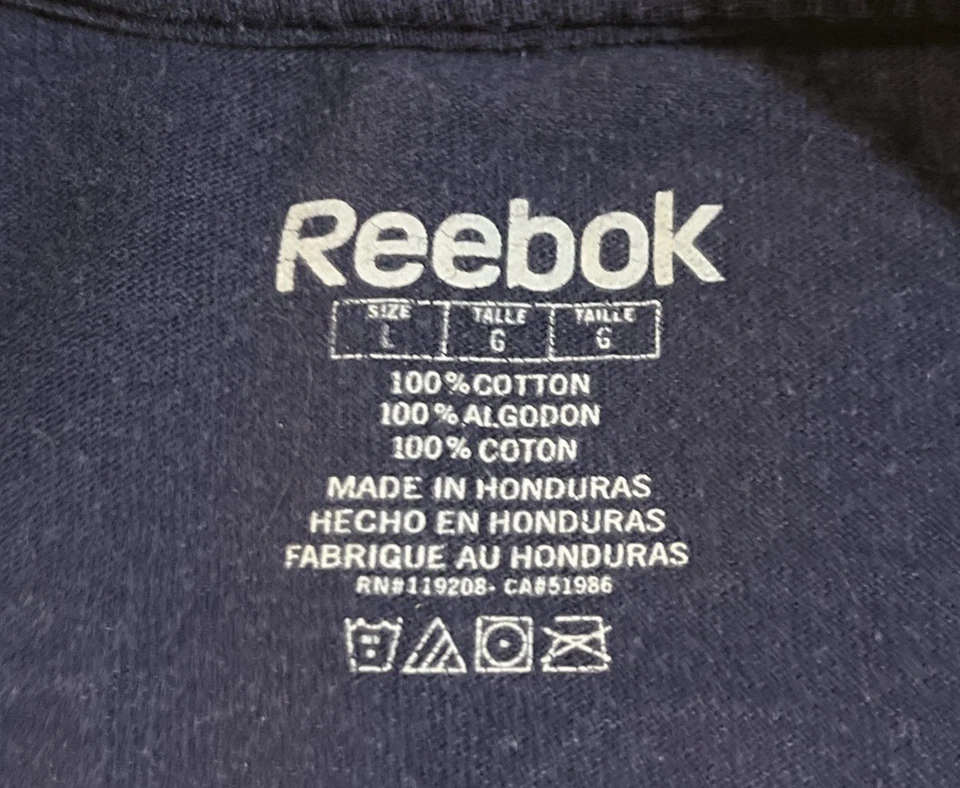 Reebok
SIZE TALLE TAILLE
L G G
100% COTTON
100% ALGODON
100% COTON
MADE IN HONDURAS
HECHO EN HONDURAS
FABRIQUE AU HONDURAS
RN#119208- CA#51986